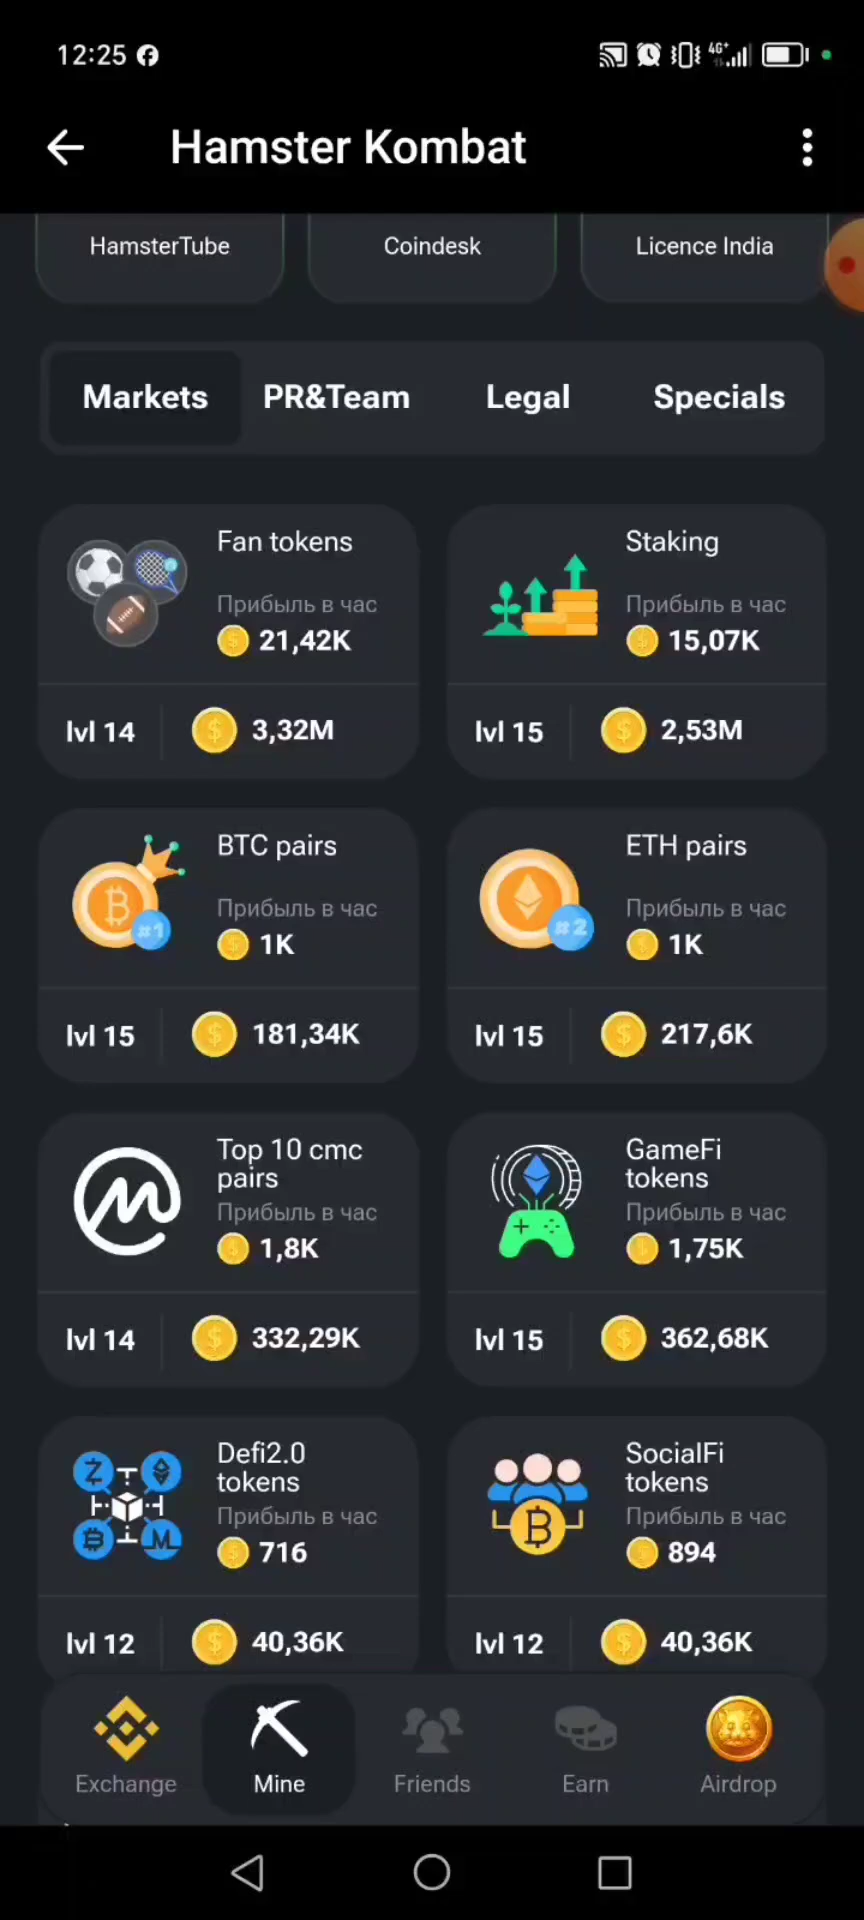 12:25
4G+
Hamster Kombat
HamsterTube
Coindesk
Licence India
Markets
PR&Team
Legal
Specials
Fan tokens
Прибыль в час
21,42K
lvl 14
3,32M
Staking
Прибыль в час
15,07K
lvl 15
2,53M
BTC pairs
#1
Прибыль в час
1K
lvl 15
181,34K
ETH pairs
#2
Прибыль в час
1K
lvl 15
217,6K
Top 10 cmc
pairs
Прибыль в час
1,8K
lvl 14
332,29K
GameFi
tokens
Прибыль в час
1,75K
lvl 15
362,68K
Defi2.0
tokens
Прибыль в час
716
lvl 12
40,36K
SocialFi
tokens
Прибыль в час
894
lvl 12
40,36K
Exchange
Mine
Friends
Earn
Airdrop